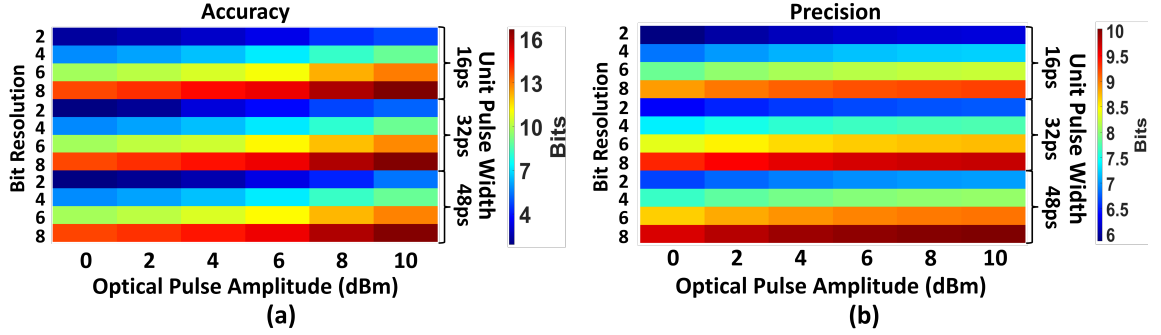 Accuracy
Bit Resolution
2
4
6
8
2
4
6
8
2
4
6
8
16ps
32ps
48ps
Unit Pulse Width
16
13
10
7
4
Bits
0 2 4 6 8 10
Optical Pulse Amplitude (dBm)
(a)
Precision
Bit Resolution
2
4
6
8
2
4
6
8
2
4
6
8
16ps
32ps
48ps
Unit Pulse Width
10
9.5
9
8.5
8
7.5
7
6.5
6
Bits
0 2 4 6 8 10
Optical Pulse Amplitude (dBm)
(b)